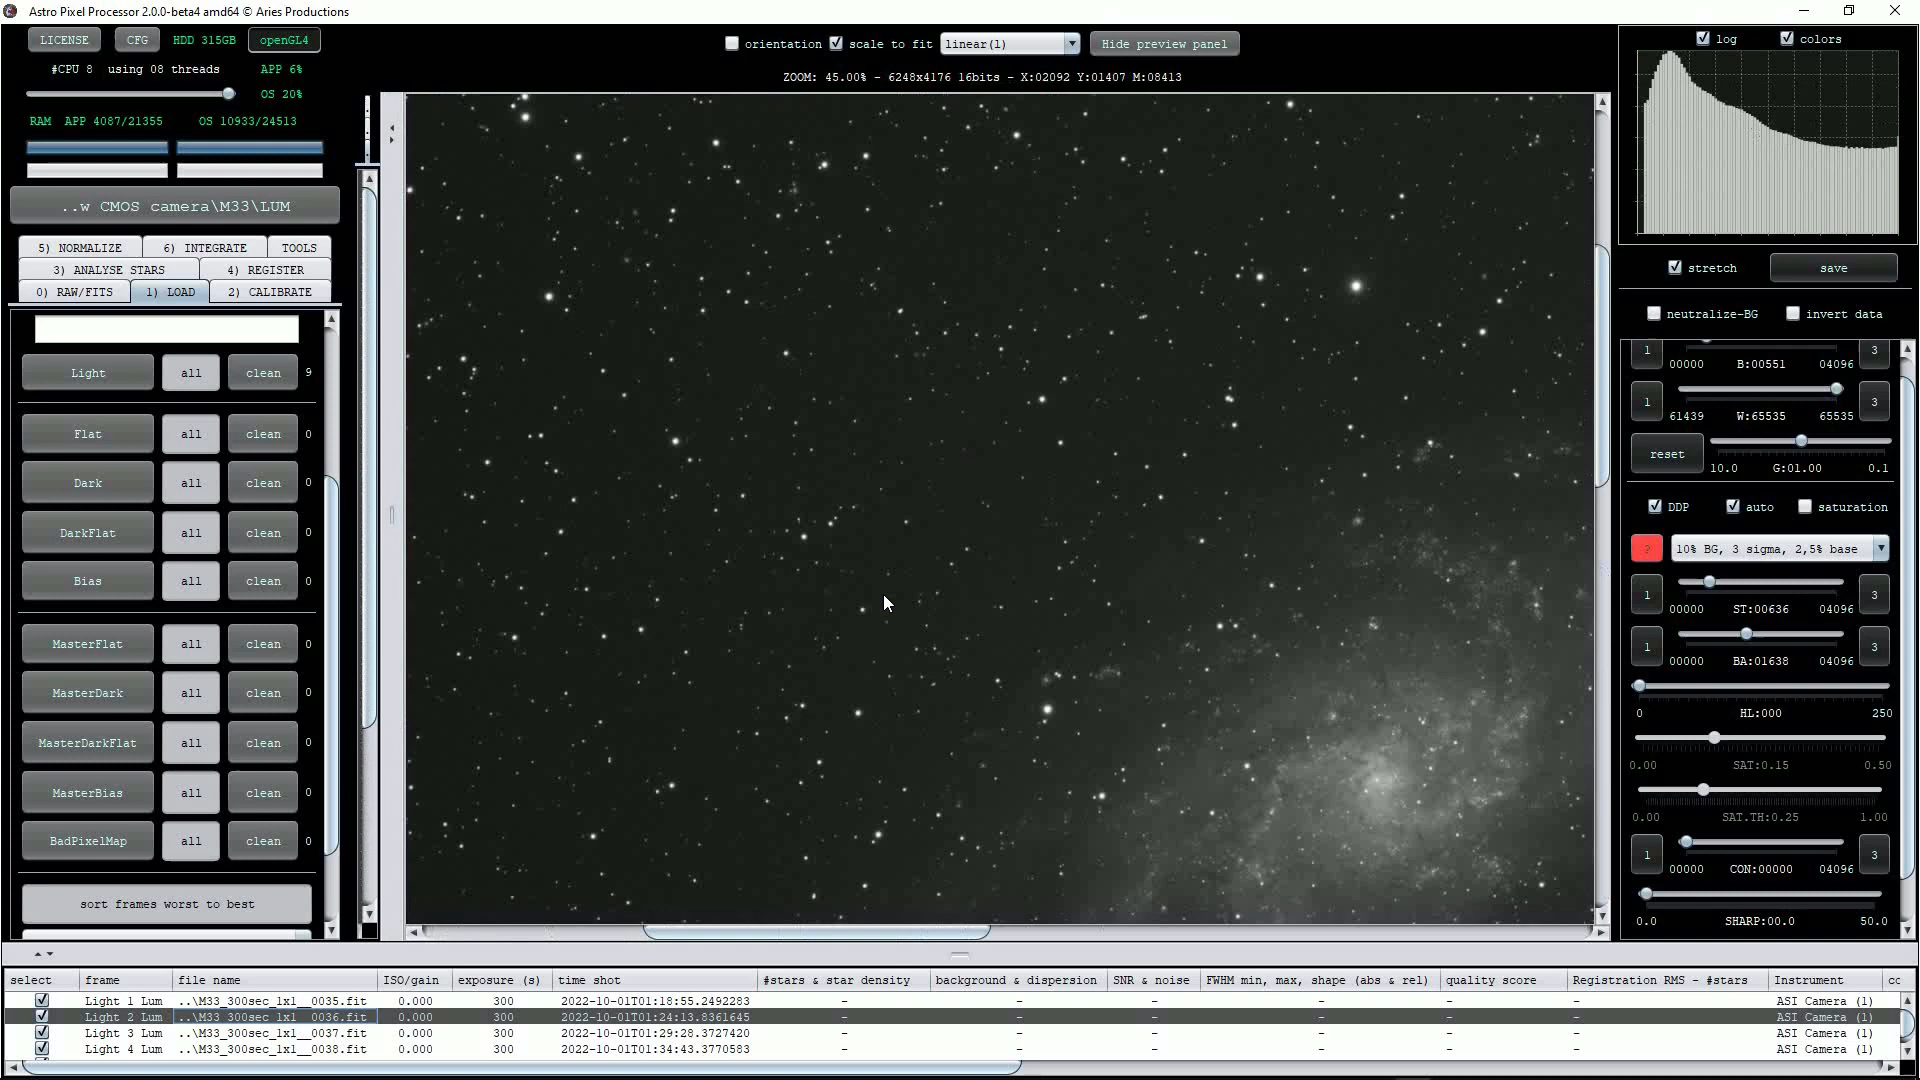 Astro Pixel Processor 2.0.0-beta4 amd64 © Aries Productions
LICENSE CFG HDD 315GB openGL4
#CPU 8 using 08 threads APP 6%
OS 20%
RAM APP 4087/21355 OS 10933/24513
..w CMOS camera\M33\LUM
5) NORMALIZE 6) INTEGRATE TOOLS
3) ANALYSE STARS 4) REGISTER
0) RAW/FITS 1) LOAD 2) CALIBRATE
Light all clean 9
Flat all clean 0
Dark all clean 0
DarkFlat all clean 0
Bias all clean 0
MasterFlat all clean 0
MasterDark all clean 0
MasterDarkFlat all clean 0
MasterBias all clean 0
BadPixelMap all clean 0
sort frames worst to best
orientation scale to fit linear(1) Hide preview panel
ZOOM: 45.00% - 6248x4176 16bits - X:02092 Y:01407 M:08413
log colors
stretch save
neutralize-BG invert data
1 00000 B:00551 04096 3
1 61439 W:65535 65535 3
reset 10.0 G:01.00 0.1
DDP auto saturation
? 10% BG, 3 sigma, 2,5% base
1 00000 ST:00636 04096 3
1 00000 BA:01638 04096 3
0 HL:000 250
0.00 SAT:0.15 0.50
0.00 SAT.TH:0.25 1.00
1 00000 CON:00000 04096 3
0.0 SHARP:00.0 50.0
select frame file name ISO/gain exposure (s) time shot #stars & star density background & dispersion SNR & noise FWHM min, max, shape (abs & rel) quality score Registration RMS - #stars Instrument cc
Light 1 Lum ..\M33_300sec_1x1__0035.fit 0.000 300 2022-10-01T01:18:55.2492283 - - - - - - ASI Camera (1)
Light 2 Lum ..\M33_300sec_1x1__0036.fit 0.000 300 2022-10-01T01:24:13.8361645 - - - - - - ASI Camera (1)
Light 3 Lum ..\M33_300sec_1x1__0037.fit 0.000 300 2022-10-01T01:29:28.3727420 - - - - - - ASI Camera (1)
Light 4 Lum ..\M33_300sec_1x1__0038.fit 0.000 300 2022-10-01T01:34:43.3770583 - - - - - - ASI Camera (1)